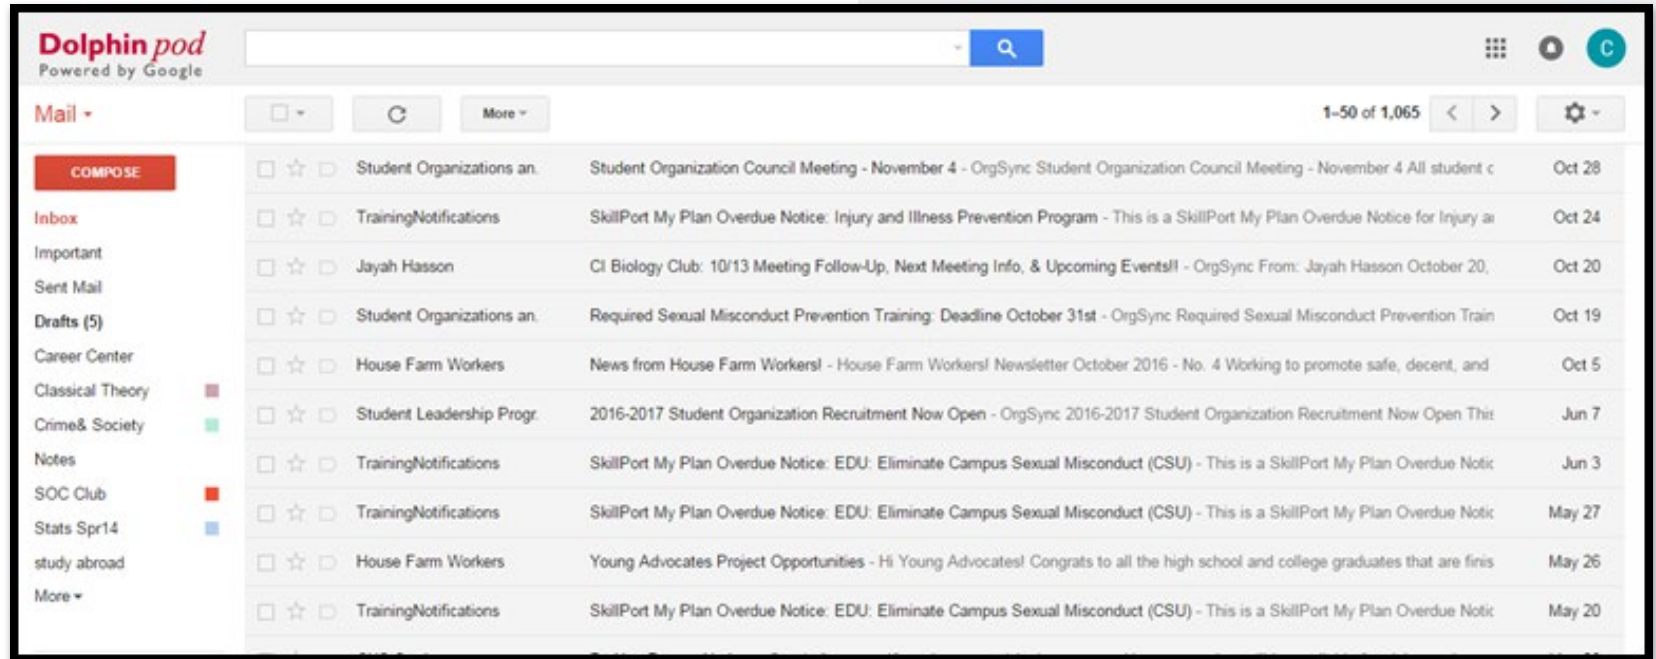 Dolphin pod
Powered by Google
C
Mail
More
1–50 of 1,065
COMPOSE
Inbox
Important
Sent Mail
Drafts (5)
Career Center
Classical Theory
Crime& Society
Notes
SOC Club
Stats Spr14
study abroad
More
Student Organizations an. Student Organization Council Meeting - November 4 - OrgSync Student Organization Council Meeting - November 4 All student c Oct 28
TrainingNotifications SkillPort My Plan Overdue Notice: Injury and Illness Prevention Program - This is a SkillPort My Plan Overdue Notice for Injury a Oct 24
Jayah Hasson CI Biology Club: 10/13 Meeting Follow-Up, Next Meeting Info, & Upcoming Events!! - OrgSync From: Jayah Hasson October 20, Oct 20
Student Organizations an. Required Sexual Misconduct Prevention Training: Deadline October 31st - OrgSync Required Sexual Misconduct Prevention Train Oct 19
House Farm Workers News from House Farm Workers! - House Farm Workers! Newsletter October 2016 - No. 4 Working to promote safe, decent, and Oct 5
Student Leadership Progr. 2016-2017 Student Organization Recruitment Now Open - OrgSync 2016-2017 Student Organization Recruitment Now Open This Jun 7
TrainingNotifications SkillPort My Plan Overdue Notice: EDU: Eliminate Campus Sexual Misconduct (CSU) - This is a SkillPort My Plan Overdue Notic Jun 3
TrainingNotifications SkillPort My Plan Overdue Notice: EDU: Eliminate Campus Sexual Misconduct (CSU) - This is a SkillPort My Plan Overdue Notic May 27
House Farm Workers Young Advocates Project Opportunities - Hi Young Advocates! Congrats to all the high school and college graduates that are finis May 26
TrainingNotifications SkillPort My Plan Overdue Notice: EDU: Eliminate Campus Sexual Misconduct (CSU) - This is a SkillPort My Plan Overdue Notic May 20